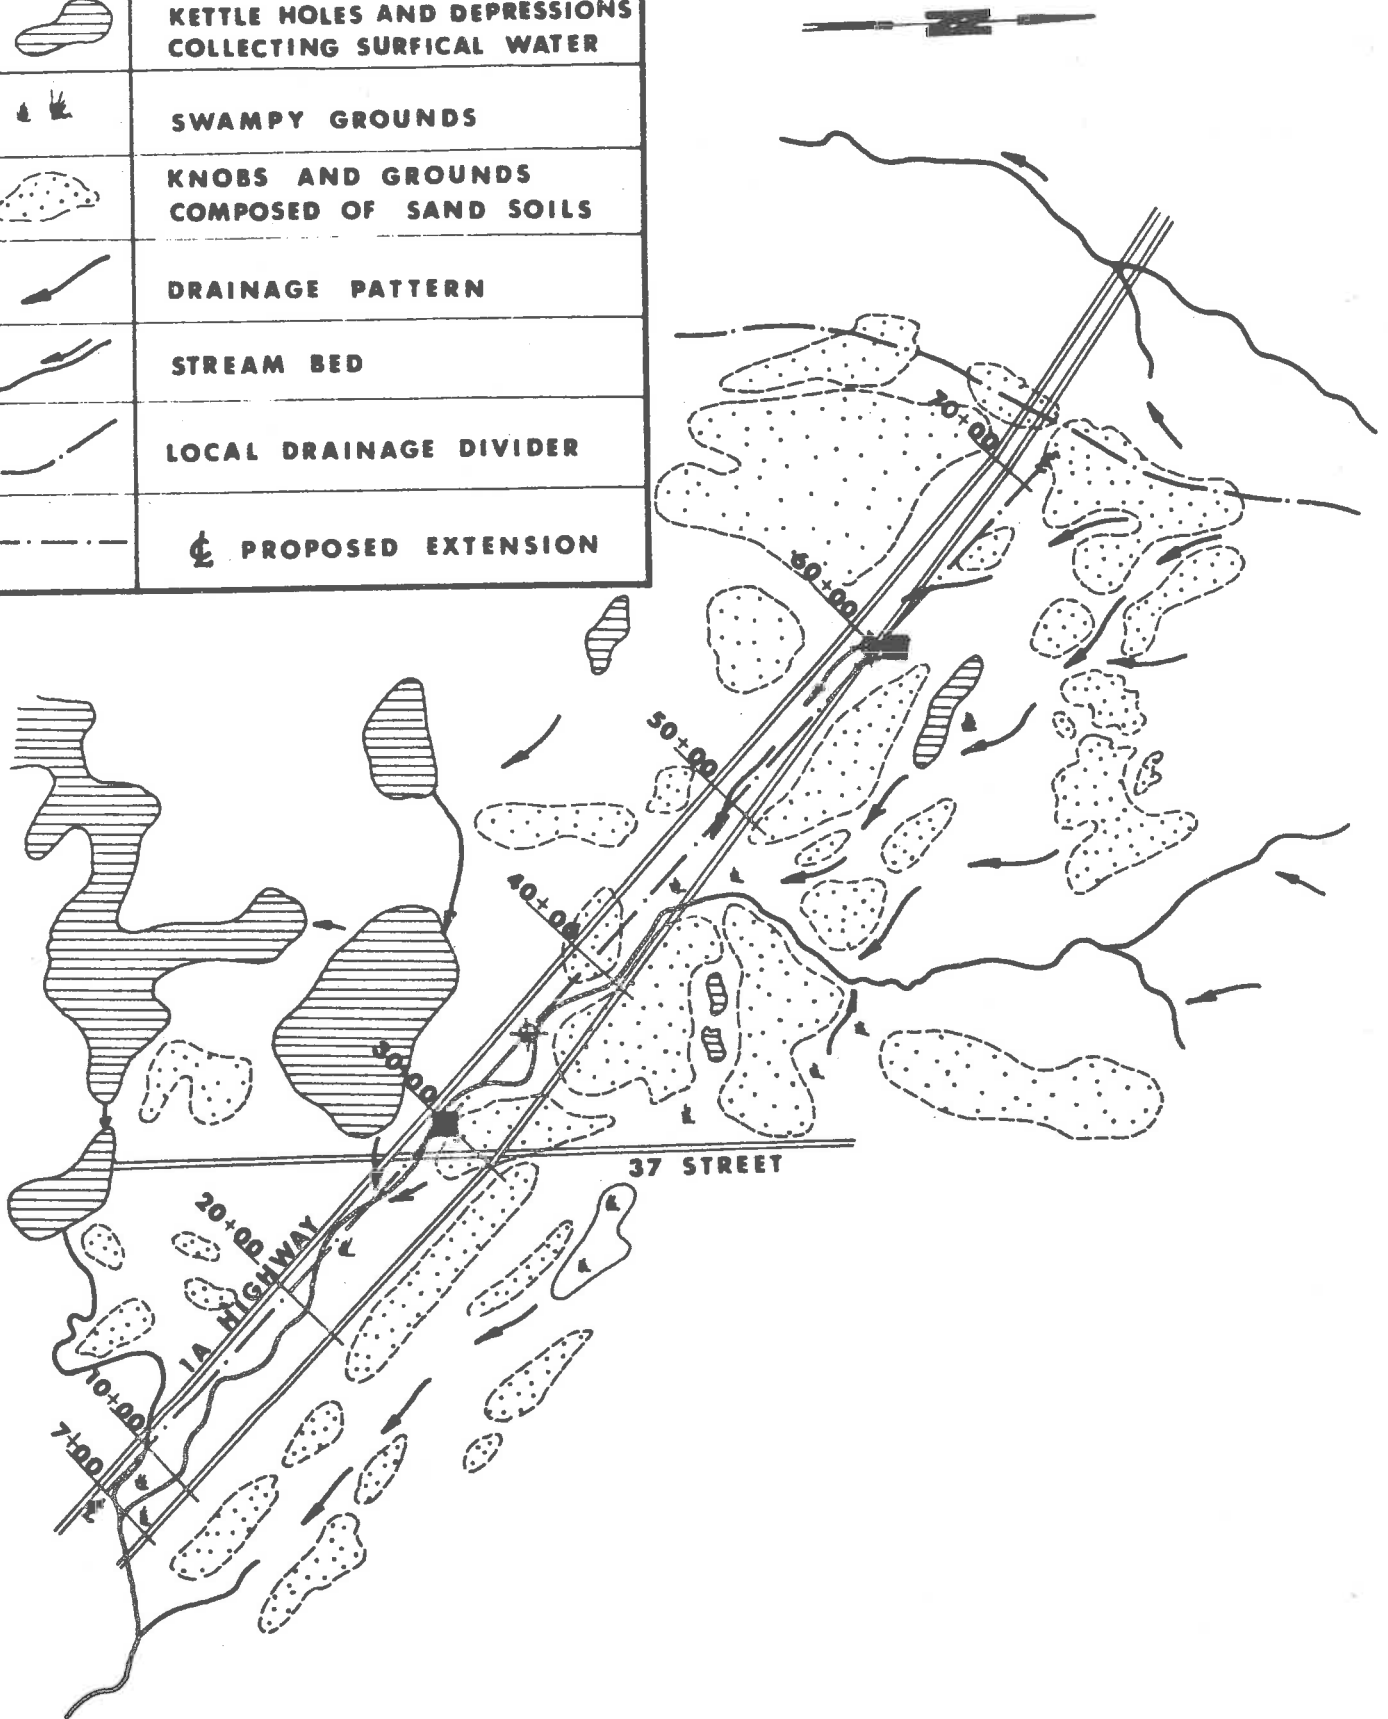 KETTLE HOLES AND DEPRESSIONS
COLLECTING SURFICAL WATER
SWAMPY GROUNDS
KNOBS AND GROUNDS
COMPOSED OF SAND SOILS
DRAINAGE PATTERN
STREAM BED
LOCAL DRAINAGE DIVIDER
℄ PROPOSED EXTENSION
70+00
60+00
50+00
40+00
30+00
37 STREET
20+00
1A HIGHWAY
10+00
7+00